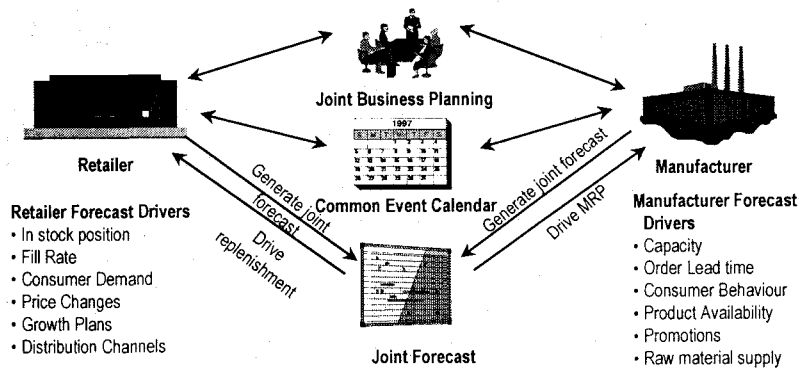 Joint Business Planning
1997
S M T W T F S
Retailer
Common Event Calendar
Manufacturer
Generate joint
forecast
Drive
replenishment
Generate joint forecast
Drive MRP
Retailer Forecast Drivers
• In stock position
• Fill Rate
• Consumer Demand
• Price Changes
• Growth Plans
• Distribution Channels
Joint Forecast
Manufacturer Forecast
Drivers
• Capacity
• Order Lead time
• Consumer Behaviour
• Product Availability
• Promotions
• Raw material supply